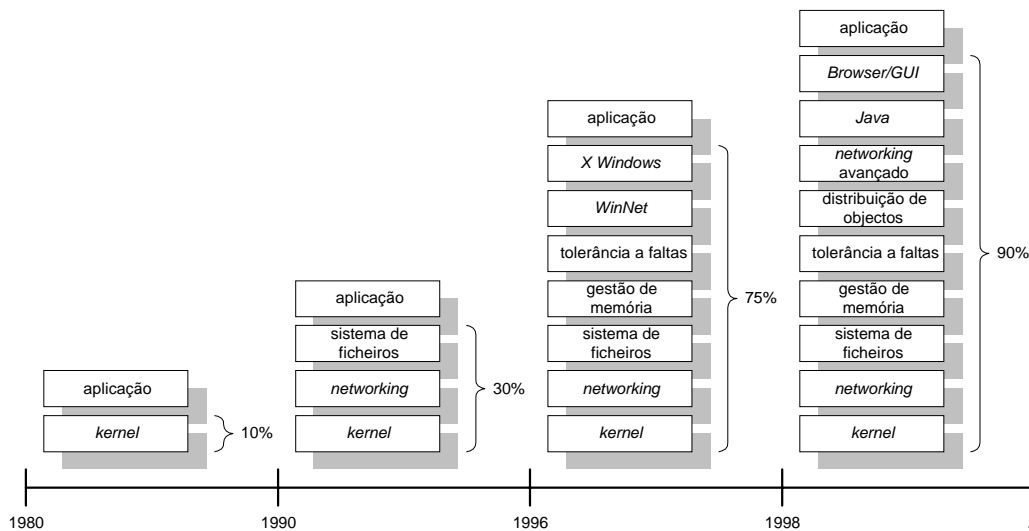 aplicação
kernel
10%
aplicação
sistema de
ficheiros
networking
kernel
30%
aplicação
X Windows
WinNet
tolerância a faltas
gestão de
memória
sistema de
ficheiros
networking
kernel
75%
aplicação
Browser/GUI
Java
networking
avançado
distribuição de
objectos
tolerância a faltas
gestão de
memória
sistema de
ficheiros
networking
kernel
90%
1980
1990
1996
1998